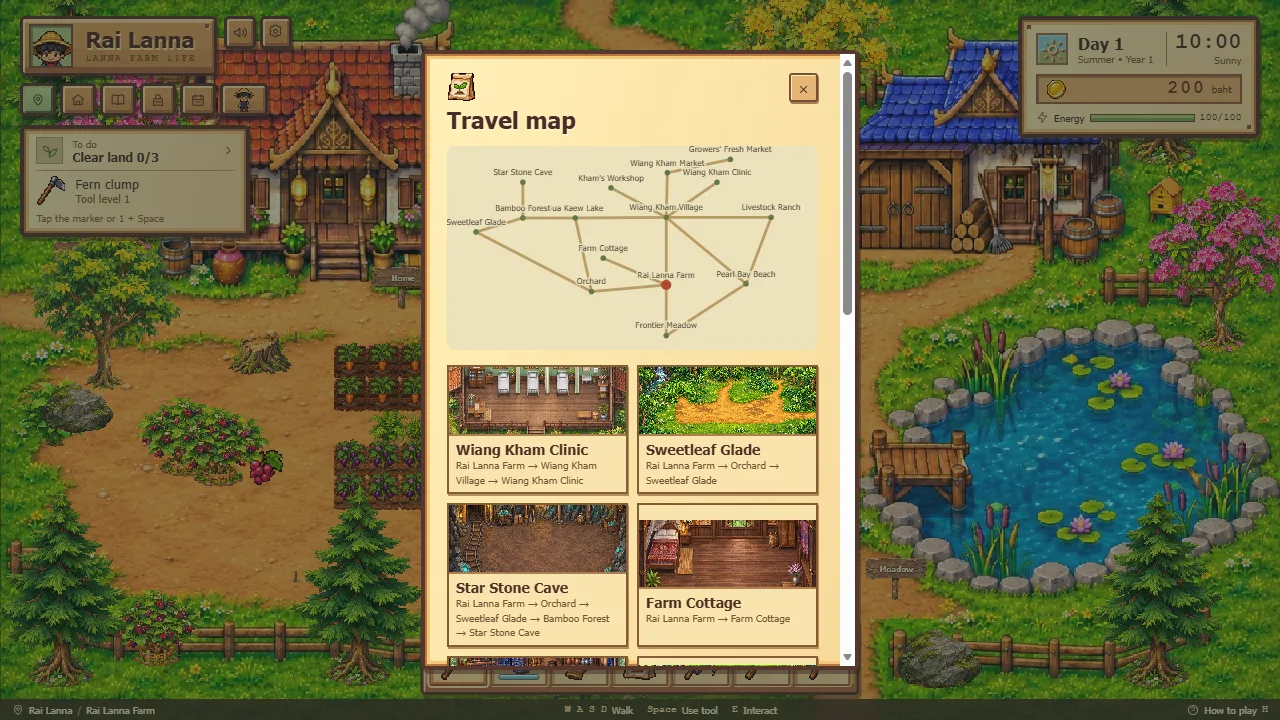 Rai Lanna
LANNA FARM LIFE
Day 1
Summer • Year 1
10:00
Sunny
200 baht
Energy 100/100
To do
Clear land 0/3
Fern clump
Tool level 1
Tap the marker or 1 + Space
Home
Meadow
×
Travel map
Growers' Fresh Market
Wiang Kham Market
Star Stone Cave
Kham's Workshop
Wiang Kham Clinic
Bamboo Forest
ua Kaew Lake
Wiang Kham Village
Livestock Ranch
Sweetleaf Glade
Farm Cottage
Orchard
Rai Lanna Farm
Pearl Bay Beach
Frontier Meadow
Wiang Kham Clinic
Rai Lanna Farm → Wiang Kham
Village → Wiang Kham Clinic
Sweetleaf Glade
Rai Lanna Farm → Orchard →
Sweetleaf Glade
Star Stone Cave
Rai Lanna Farm → Orchard →
Sweetleaf Glade → Bamboo Forest
→ Star Stone Cave
Farm Cottage
Rai Lanna Farm → Farm Cottage
Rai Lanna / Rai Lanna Farm
W A S D Walk Space Use tool E Interact
How to play H